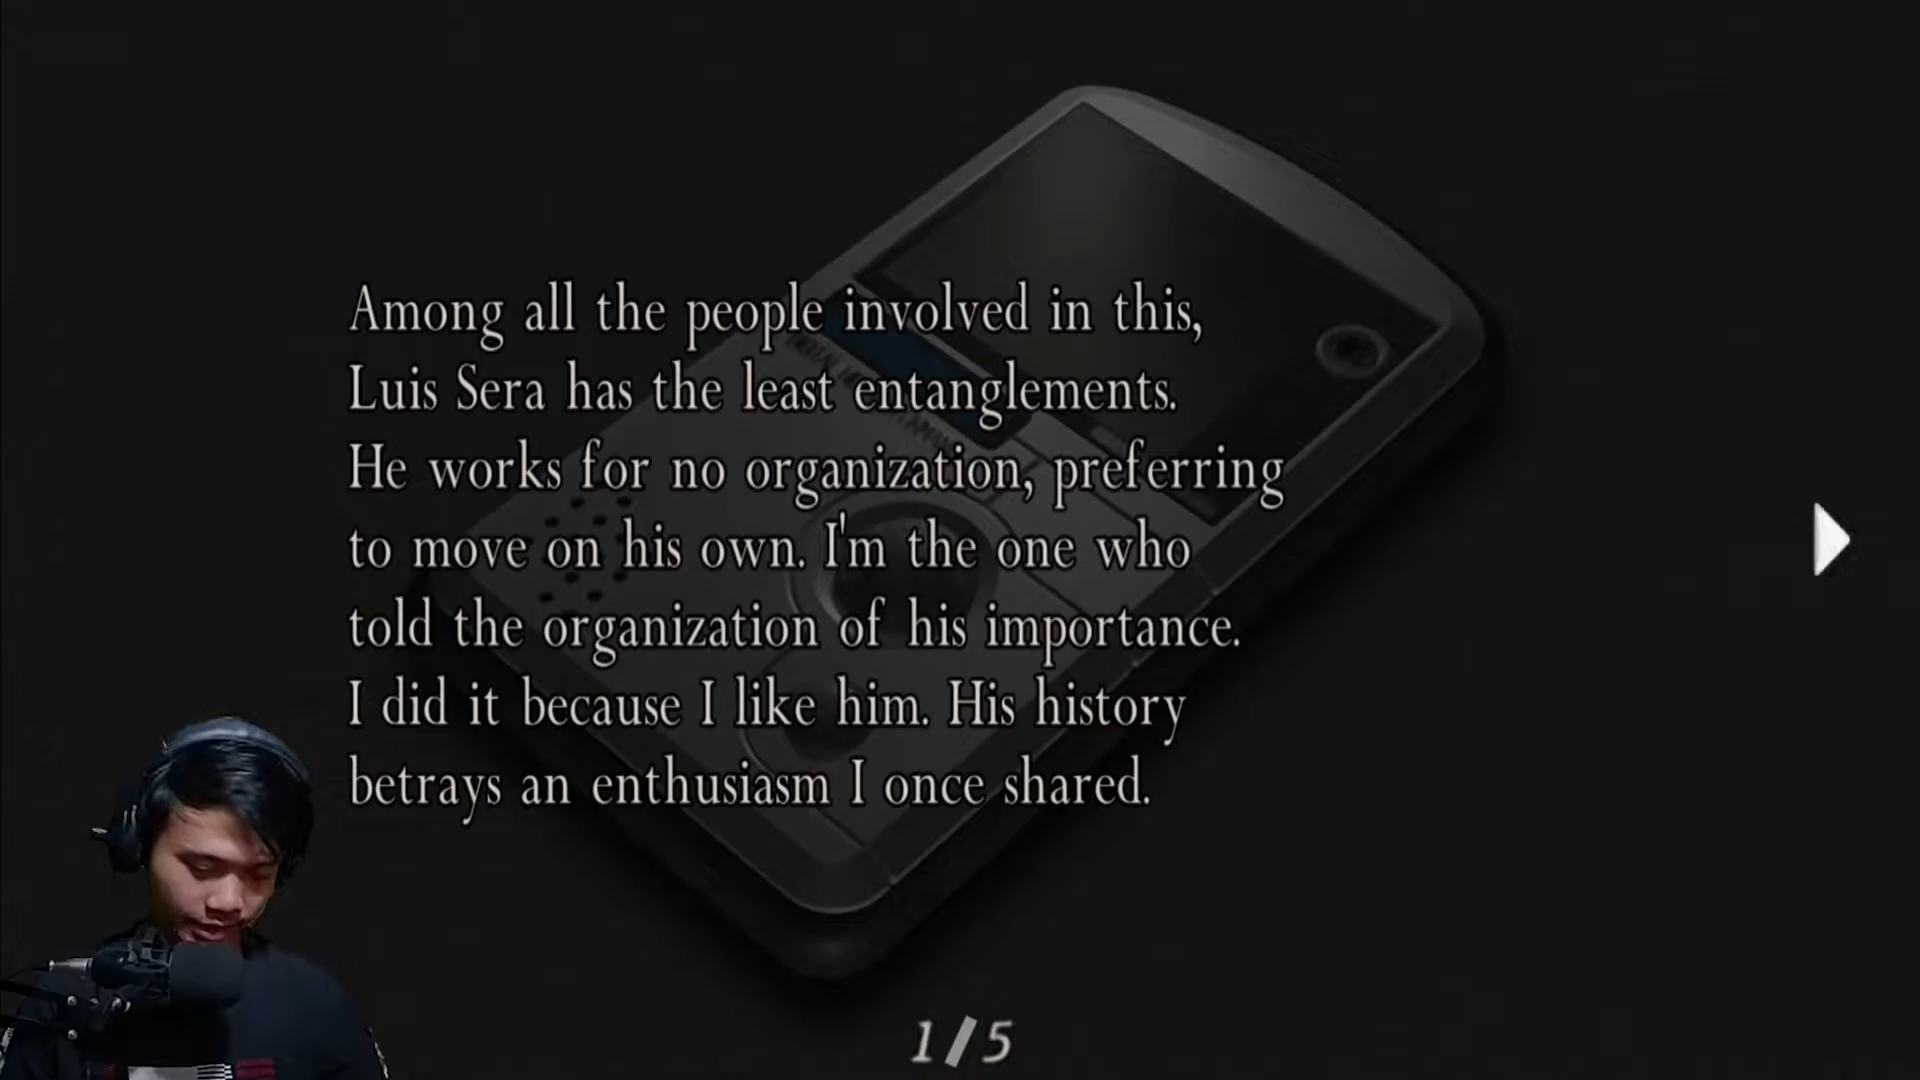 Among all the people involved in this,
Luis Sera has the least entanglements.
He works for no organization, preferring
to move on his own. I'm the one who
told the organization of his importance.
I did it because I like him. His history
betrays an enthusiasm I once shared.
1/5